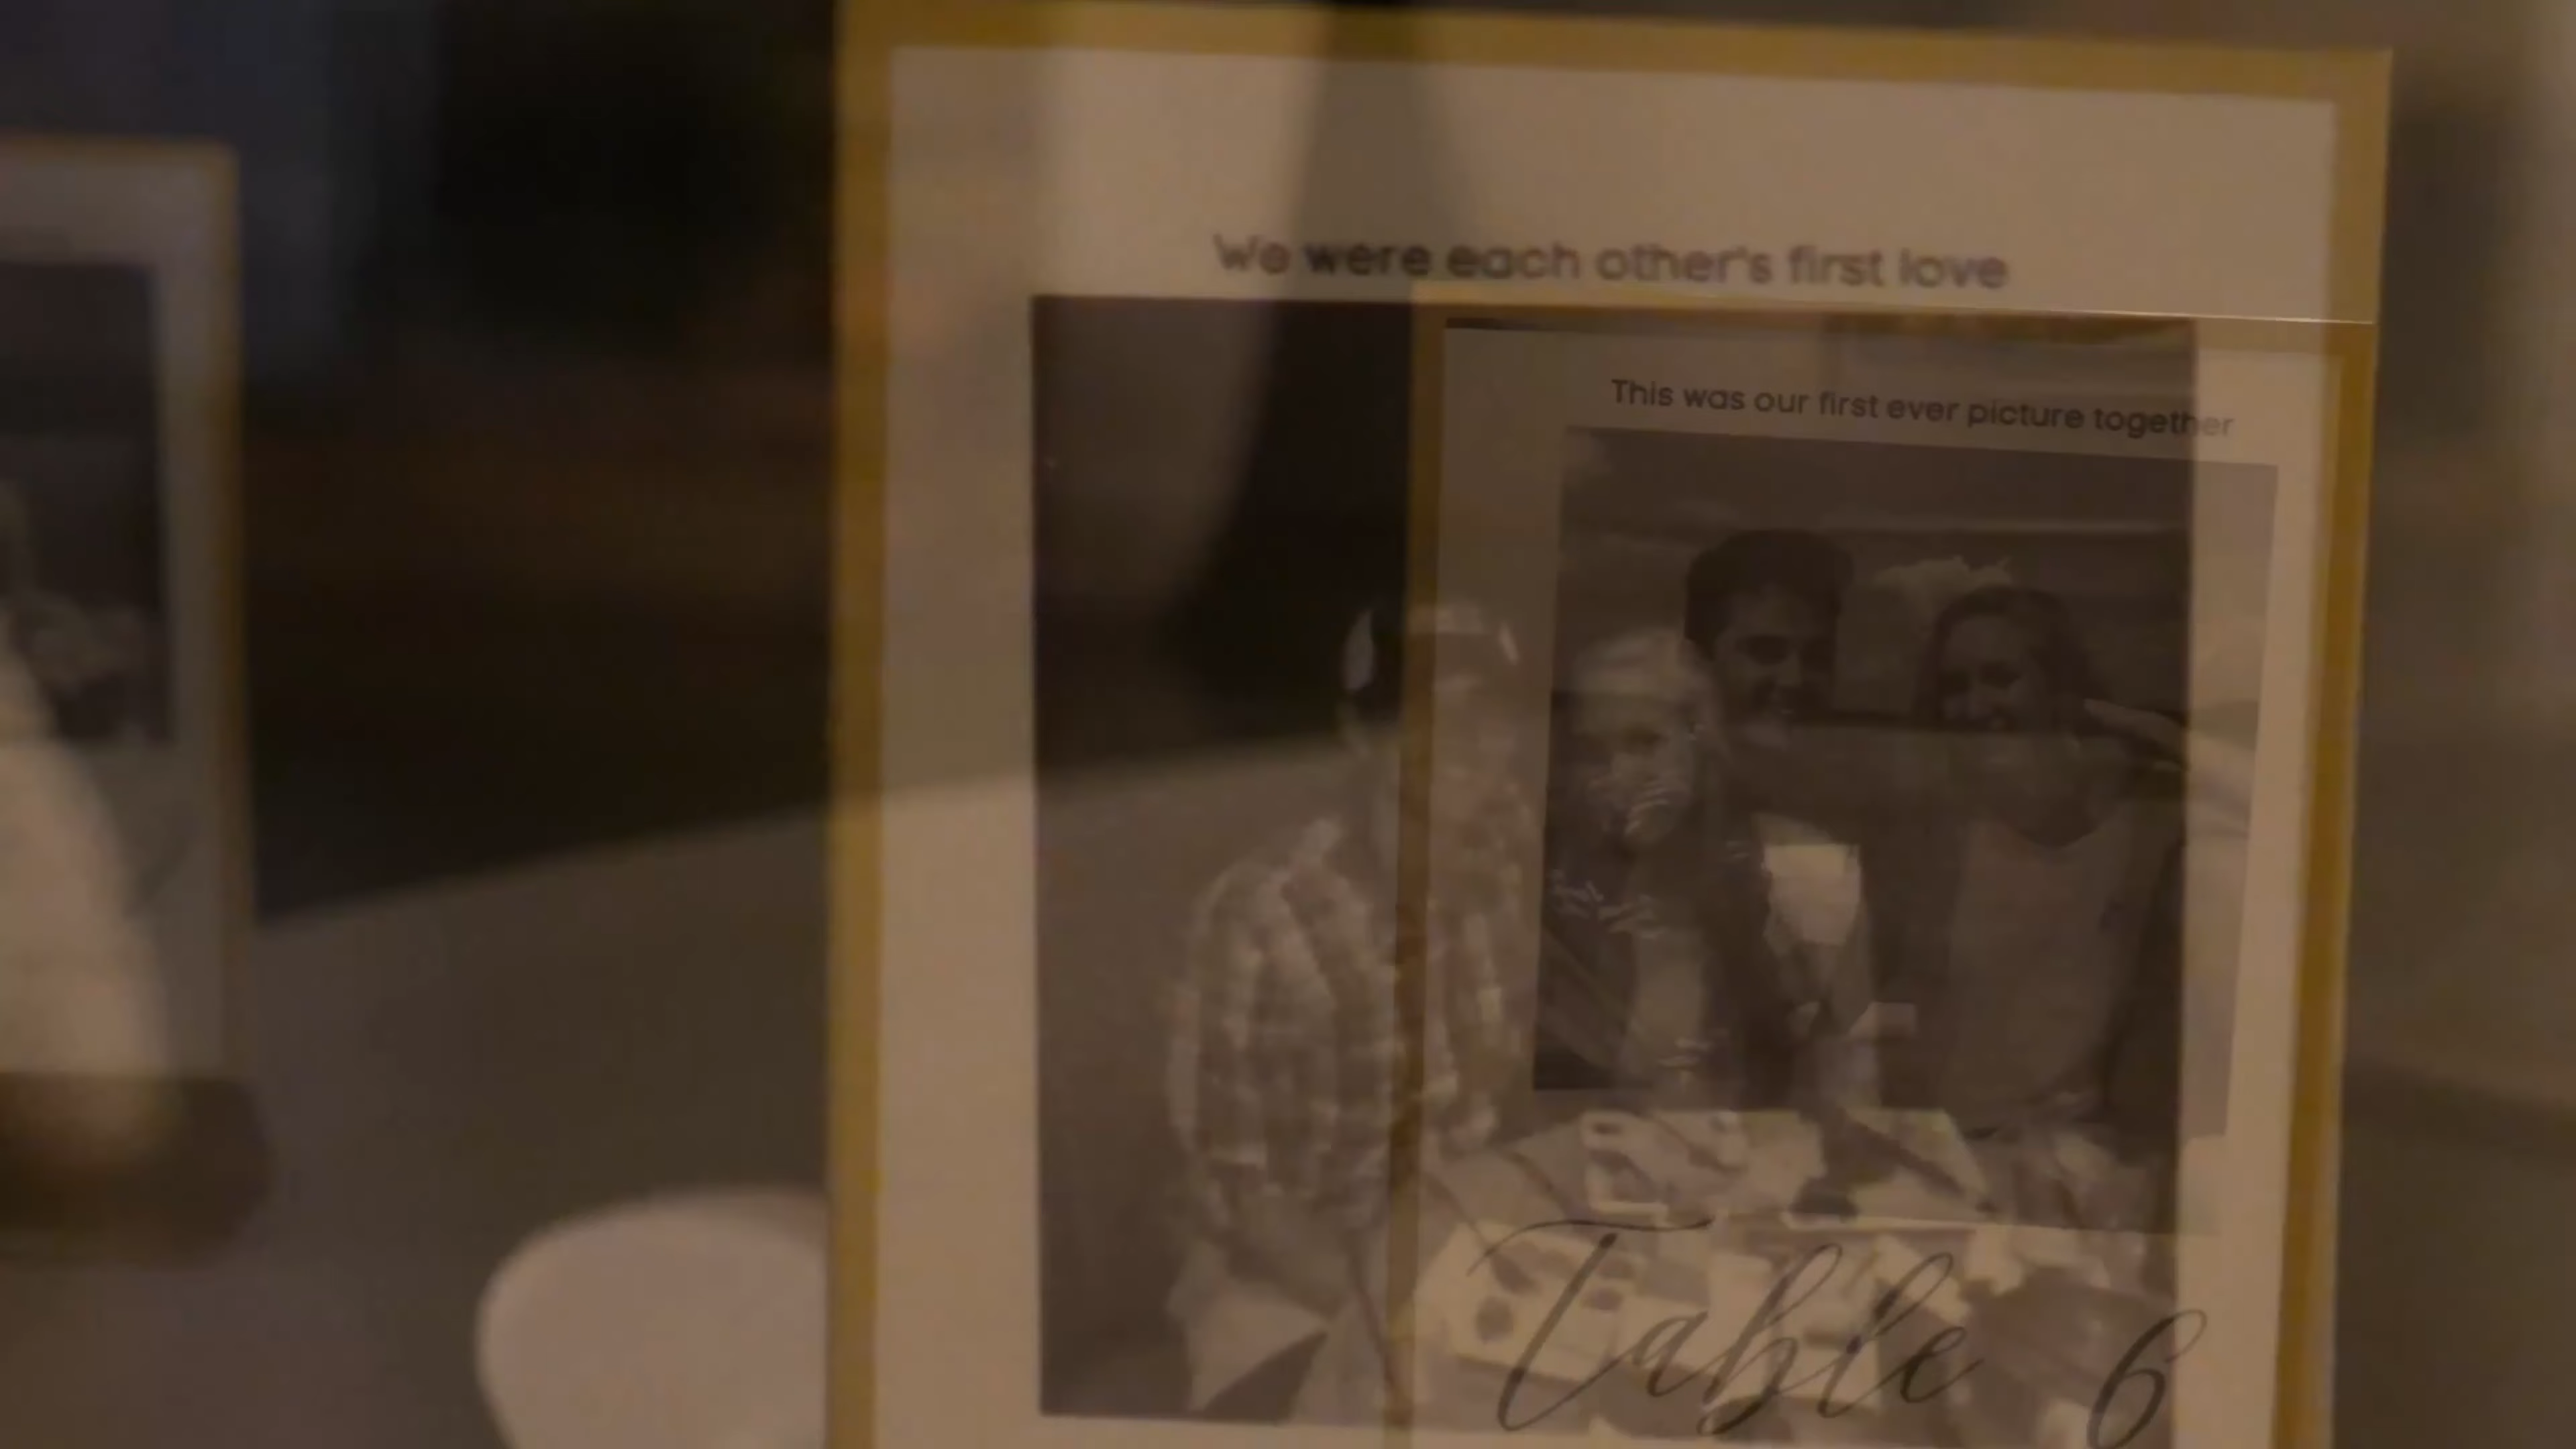 We were each other's first love
This was our first ever picture together
Table 6